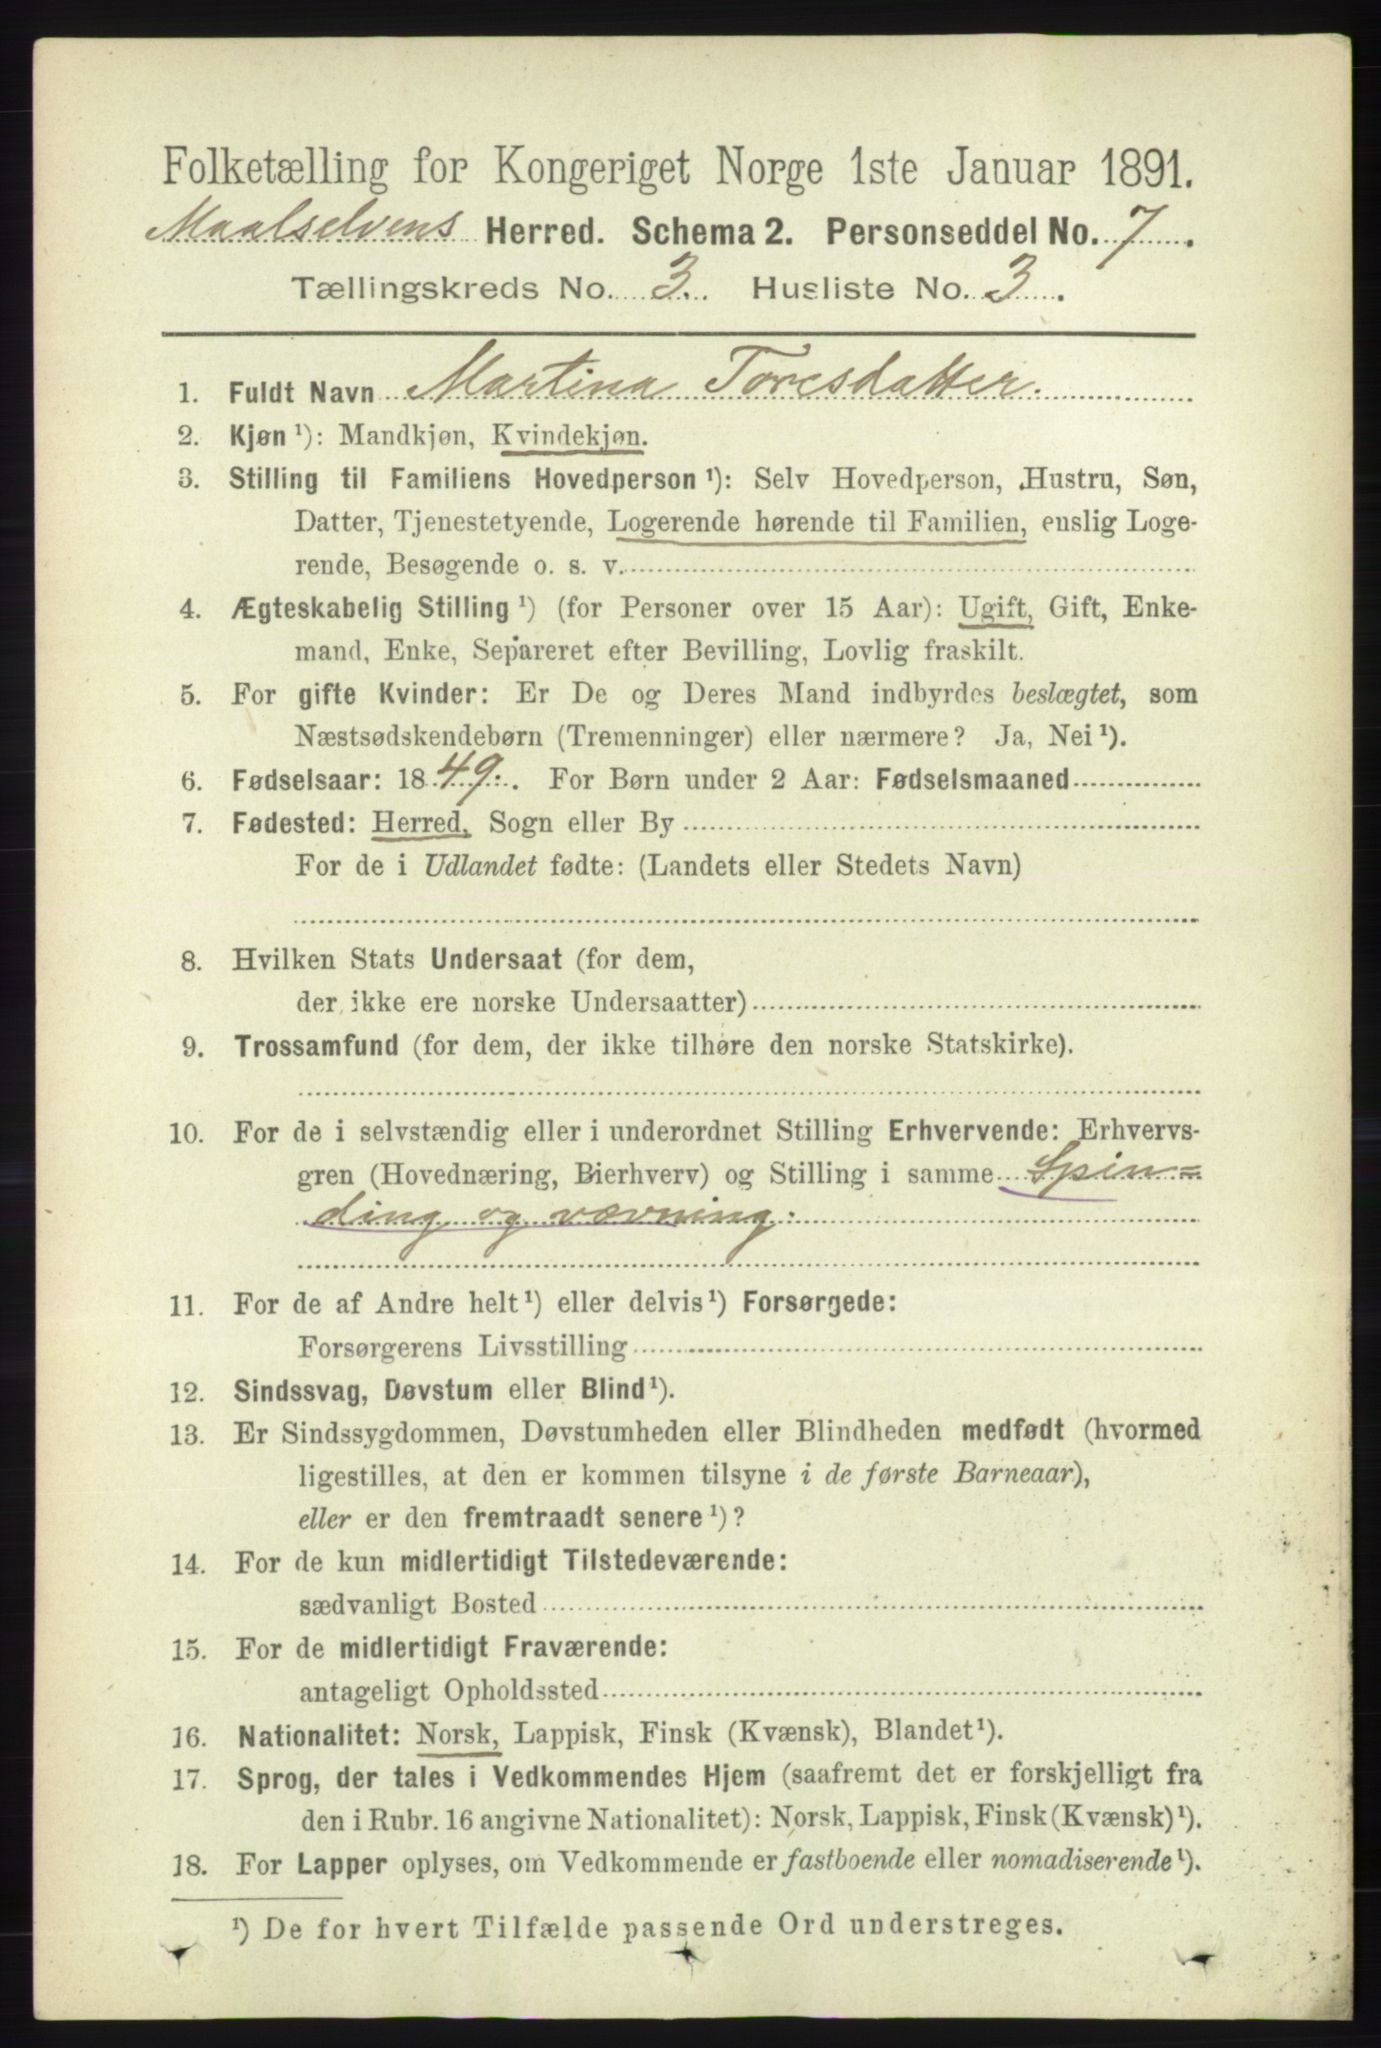 Folketælling for Kongeriget Norge 1ste Januar 1891.
Maalselvens Herred. Schema 2. Personseddel No. 7.
Tællingskreds No. 3. Husliste No. 3.
1. Fuldt Navn Martina Toresdatter.
2. Kjøn ¹): Mandkjøn, Kvindekjøn.
3. Stilling til Familiens Hovedperson ¹): Selv Hovedperson, Hustru, Søn,
Datter, Tjenestetyende, Logerende hørende til Familien, enslig Loge-
rende, Besøgende o. s. v.
4. Ægteskabelig Stilling ¹) (for Personer over 15 Aar): Ugift, Gift, Enke-
mand, Enke, Separeret efter Bevilling, Lovlig fraskilt.
5. For gifte Kvinder: Er De og Deres Mand indbyrdes beslægtet, som
Næstsødskendebørn (Tremenninger) eller nærmere? Ja, Nei ¹).
6. Fødselsaar: 1849. For Børn under 2 Aar: Fødselsmaaned
7. Fødested: Herred, Sogn eller By
For de i Udlandet fødte: (Landets eller Stedets Navn)
8. Hvilken Stats Undersaat (for dem,
der ikke ere norske Undersaatter)
9. Trossamfund (for dem, der ikke tilhøre den norske Statskirke).
10. For de i selvstændig eller i underordnet Stilling Erhvervende: Erhvervs-
gren (Hovednæring, Bierhverv) og Stilling i samme Spin=
ding og vævning.
11. For de af Andre helt ¹) eller delvis ¹) Forsørgede:
Forsørgerens Livsstilling
12. Sindssvag, Døvstum eller Blind ¹).
13. Er Sindssygdommen, Døvstumheden eller Blindheden medfødt (hvormed
ligestilles, at den er kommen tilsyne i de første Barneaar),
eller er den fremtraadt senere ¹)?
14. For de kun midlertidigt Tilstedeværende:
sædvanligt Bosted
15. For de midlertidigt Fraværende:
antageligt Opholdssted
16. Nationalitet: Norsk, Lappisk, Finsk (Kvænsk), Blandet ¹).
17. Sprog, der tales i Vedkommendes Hjem (saafremt det er forskjelligt fra
den i Rubr. 16 angivne Nationalitet): Norsk, Lappisk, Finsk (Kvænsk) ¹).
18. For Lapper oplyses, om Vedkommende er fastboende eller nomadiserende ¹).
¹) De for hvert Tilfælde passende Ord understreges.